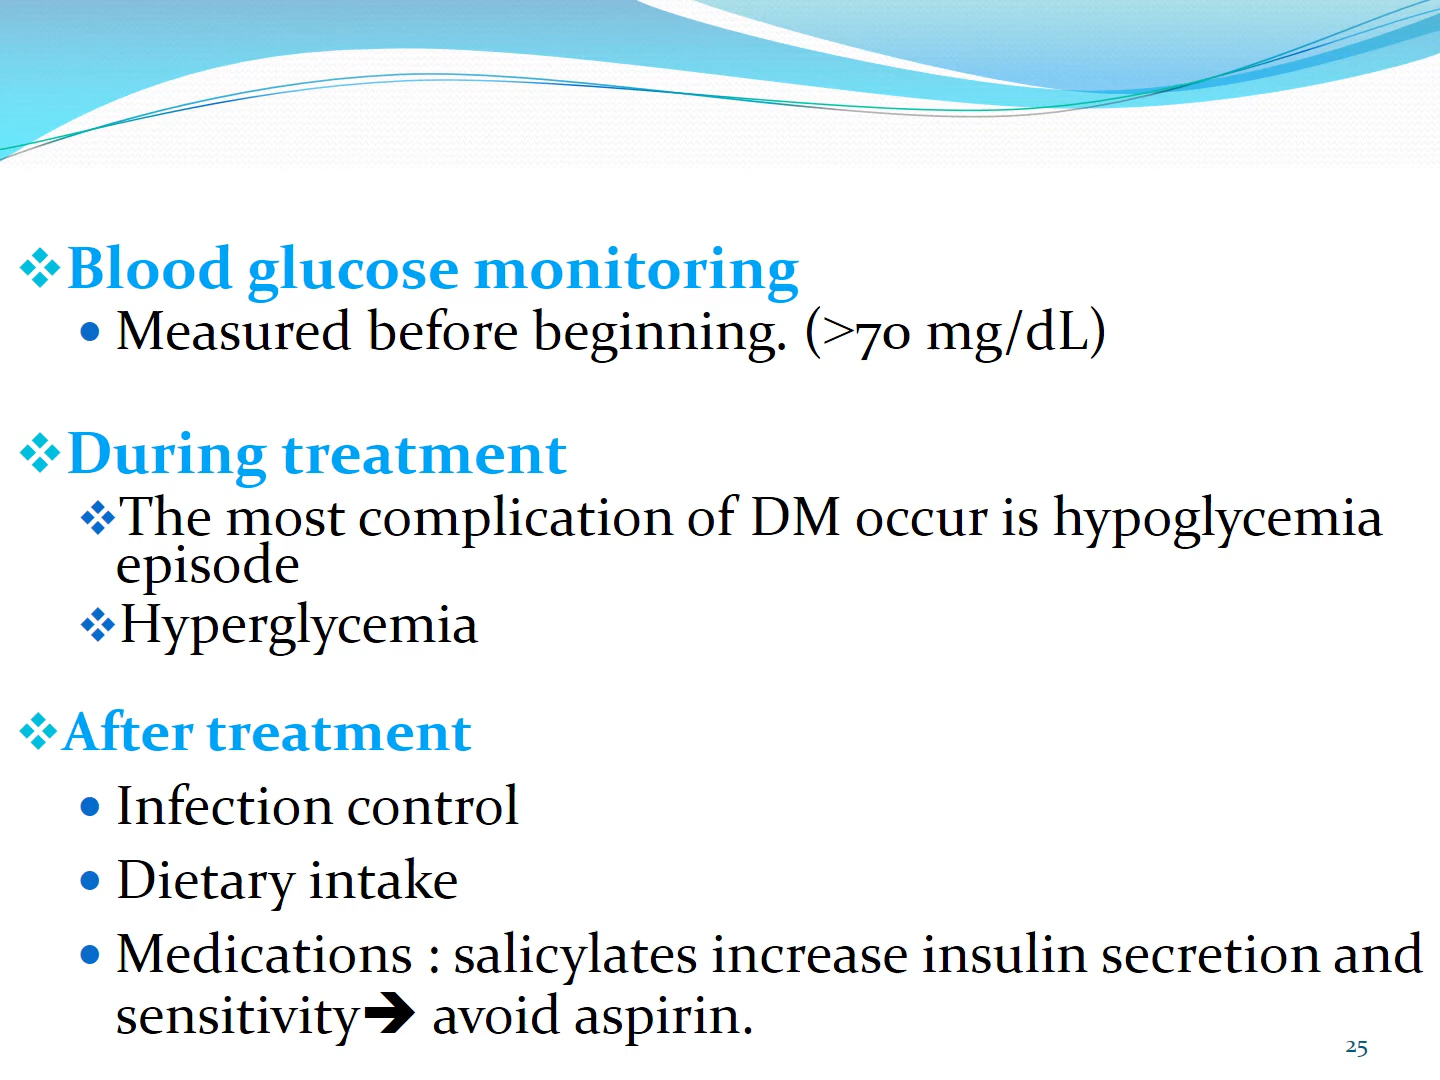 ❖Blood glucose monitoring
• Measured before beginning. (>70 mg/dL)
❖During treatment
❖The most complication of DM occur is hypoglycemia
episode
❖Hyperglycemia
❖After treatment
• Infection control
• Dietary intake
• Medications : salicylates increase insulin secretion and
sensitivity➔ avoid aspirin.
25